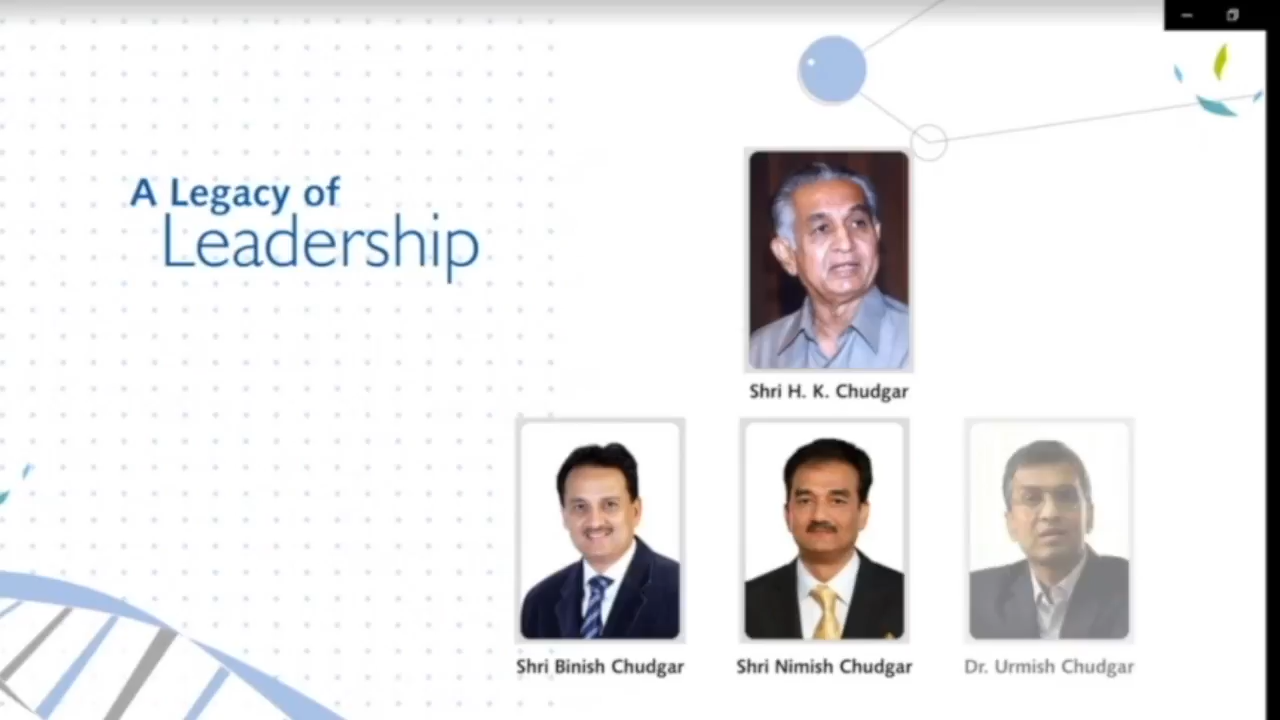 A Legacy of
Leadership
Shri H. K. Chudgar
Shri Binish Chudgar
Shri Nimish Chudgar
Dr. Urmish Chudgar